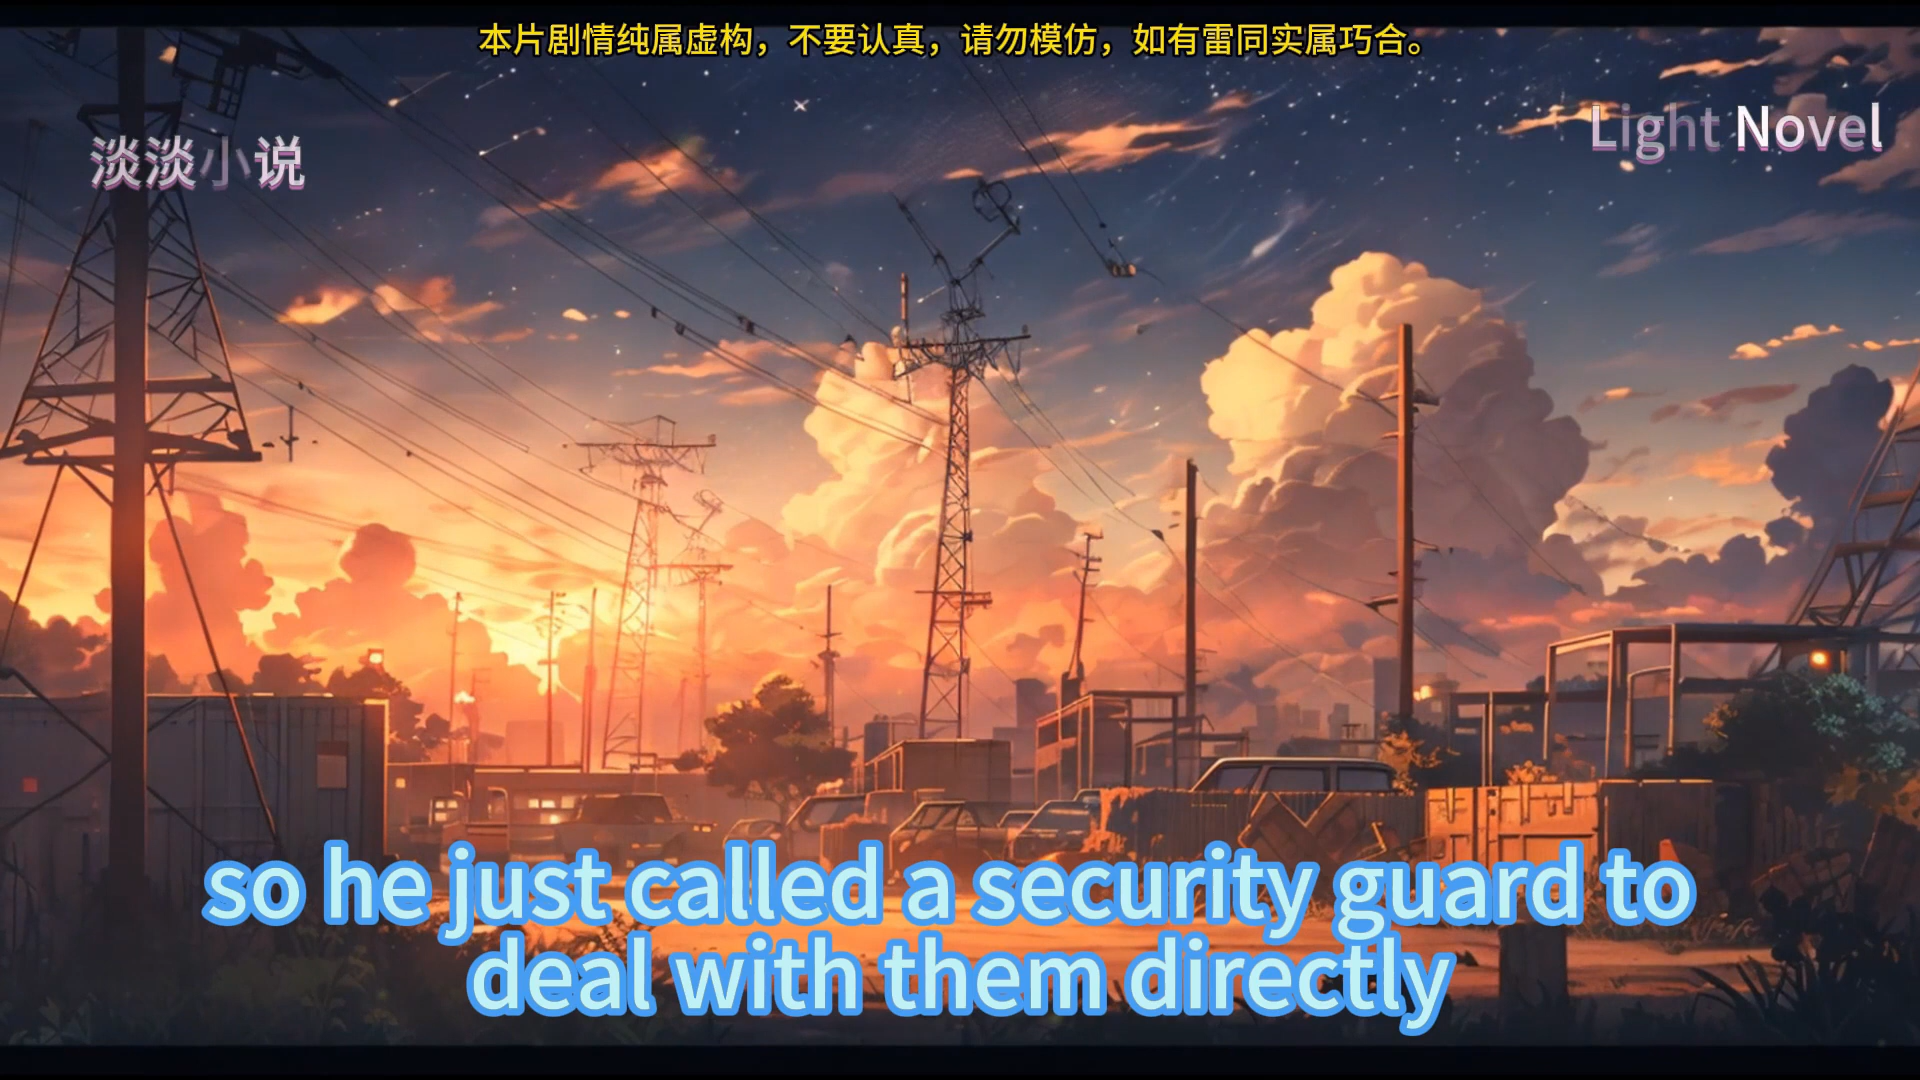 本片剧情纯属虚构，不要认真，请勿模仿，如有雷同实属巧合。
淡淡小说
Light Novel
so he just called a security guard to
deal with them directly